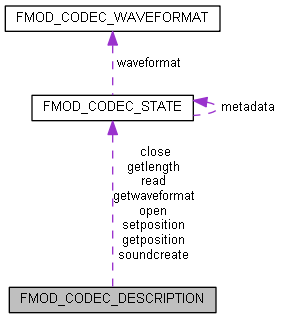 FMOD_CODEC_WAVEFORMAT
waveformat
FMOD_CODEC_STATE
metadata
close
getlength
read
getwaveformat
open
setposition
getposition
soundcreate
FMOD_CODEC_DESCRIPTION